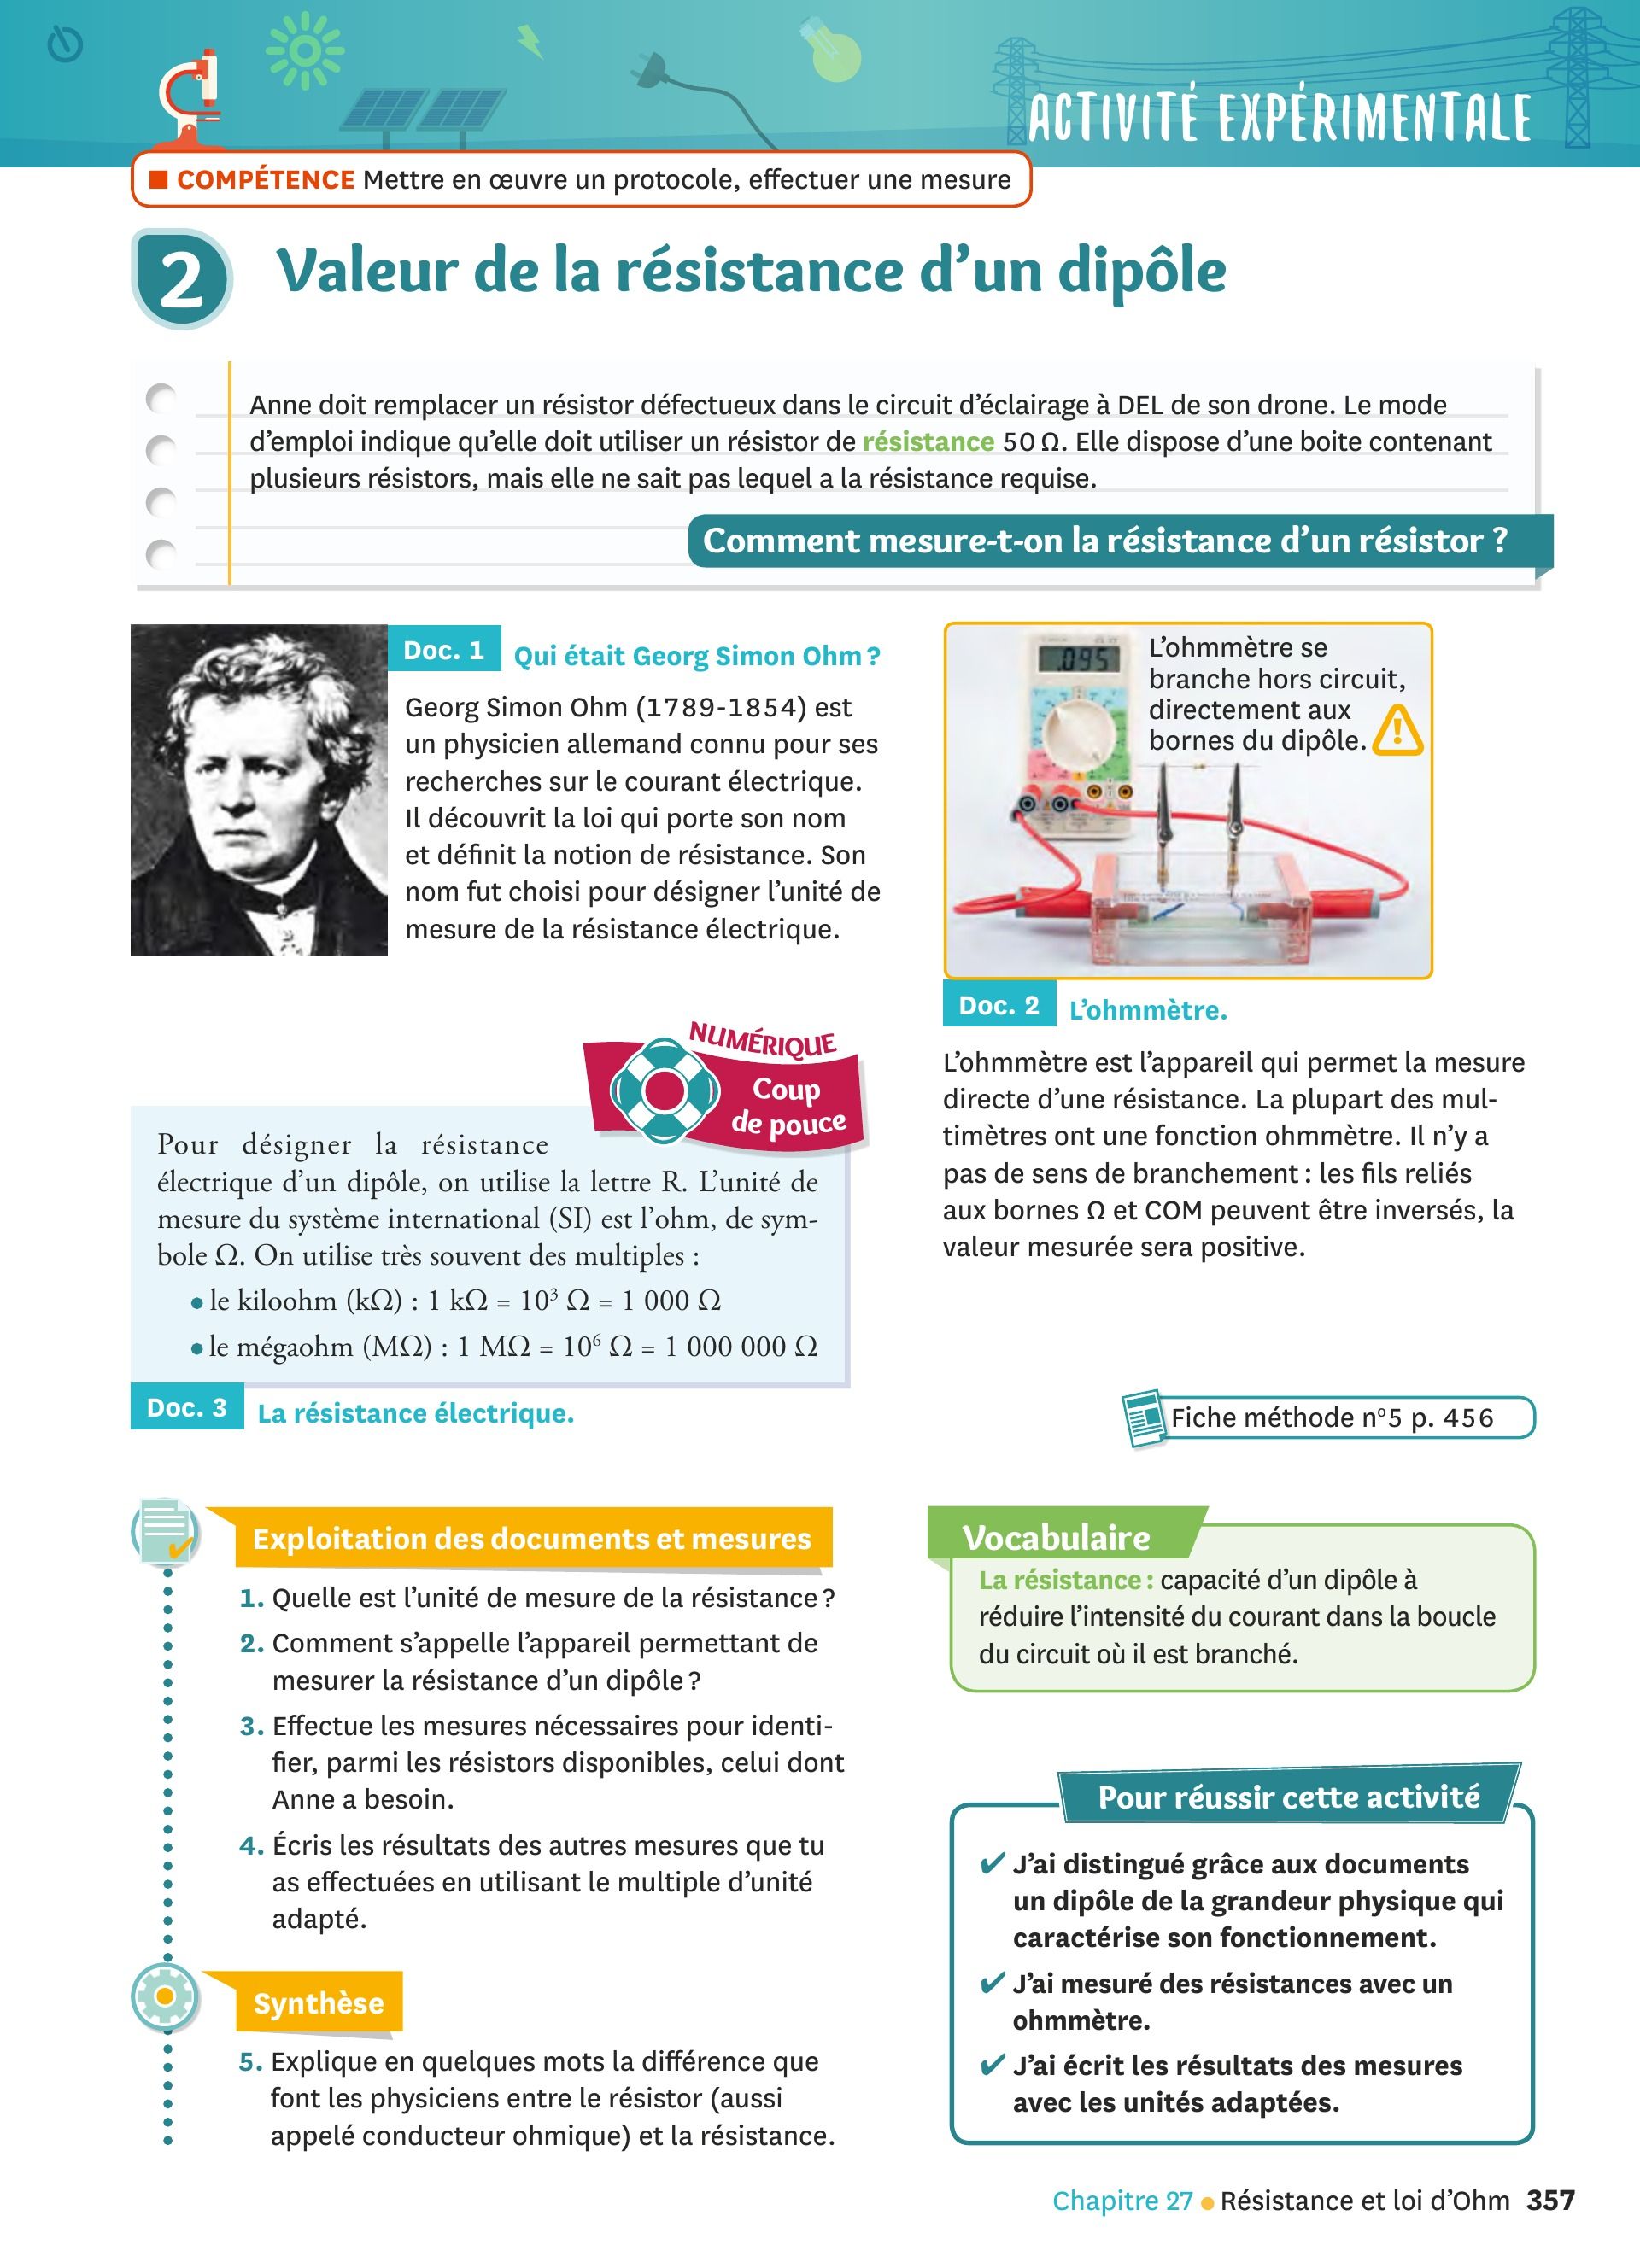 ACTIVITÉ EXPÉRIMENTALE
■ COMPÉTENCE Mettre en œuvre un protocole, effectuer une mesure
2 Valeur de la résistance d’un dipôle
Anne doit remplacer un résistor défectueux dans le circuit d’éclairage à DEL de son drone. Le mode
d’emploi indique qu’elle doit utiliser un résistor de résistance 50 Ω. Elle dispose d’une boite contenant
plusieurs résistors, mais elle ne sait pas lequel a la résistance requise.
Comment mesure-t-on la résistance d’un résistor ?
Doc. 1 Qui était Georg Simon Ohm ?
Georg Simon Ohm (1789-1854) est
un physicien allemand connu pour ses
recherches sur le courant électrique.
Il découvrit la loi qui porte son nom
et définit la notion de résistance. Son
nom fut choisi pour désigner l’unité de
mesure de la résistance électrique.
.095
L’ohmmètre se
branche hors circuit,
directement aux
bornes du dipôle.
Doc. 2 L’ohmmètre.
L’ohmmètre est l’appareil qui permet la mesure
directe d’une résistance. La plupart des mul-
timètres ont une fonction ohmmètre. Il n’y a
pas de sens de branchement : les fils reliés
aux bornes Ω et COM peuvent être inversés, la
valeur mesurée sera positive.
NUMÉRIQUE
Coup
de pouce
Pour désigner la résistance
électrique d’un dipôle, on utilise la lettre R. L’unité de
mesure du système international (SI) est l’ohm, de sym-
bole Ω. On utilise très souvent des multiples :
• le kiloohm (kΩ) : 1 kΩ = 10³ Ω = 1 000 Ω
• le mégaohm (MΩ) : 1 MΩ = 10⁶ Ω = 1 000 000 Ω
Doc. 3 La résistance électrique.
Fiche méthode n°5 p. 456
Exploitation des documents et mesures
1. Quelle est l’unité de mesure de la résistance ?
2. Comment s’appelle l’appareil permettant de
mesurer la résistance d’un dipôle ?
3. Effectue les mesures nécessaires pour identi-
fier, parmi les résistors disponibles, celui dont
Anne a besoin.
4. Écris les résultats des autres mesures que tu
as effectuées en utilisant le multiple d’unité
adapté.
Synthèse
5. Explique en quelques mots la différence que
font les physiciens entre le résistor (aussi
appelé conducteur ohmique) et la résistance.
Vocabulaire
La résistance : capacité d’un dipôle à
réduire l’intensité du courant dans la boucle
du circuit où il est branché.
Pour réussir cette activité
✔ J’ai distingué grâce aux documents
un dipôle de la grandeur physique qui
caractérise son fonctionnement.
✔ J’ai mesuré des résistances avec un
ohmmètre.
✔ J’ai écrit les résultats des mesures
avec les unités adaptées.
Chapitre 27 • Résistance et loi d’Ohm 357